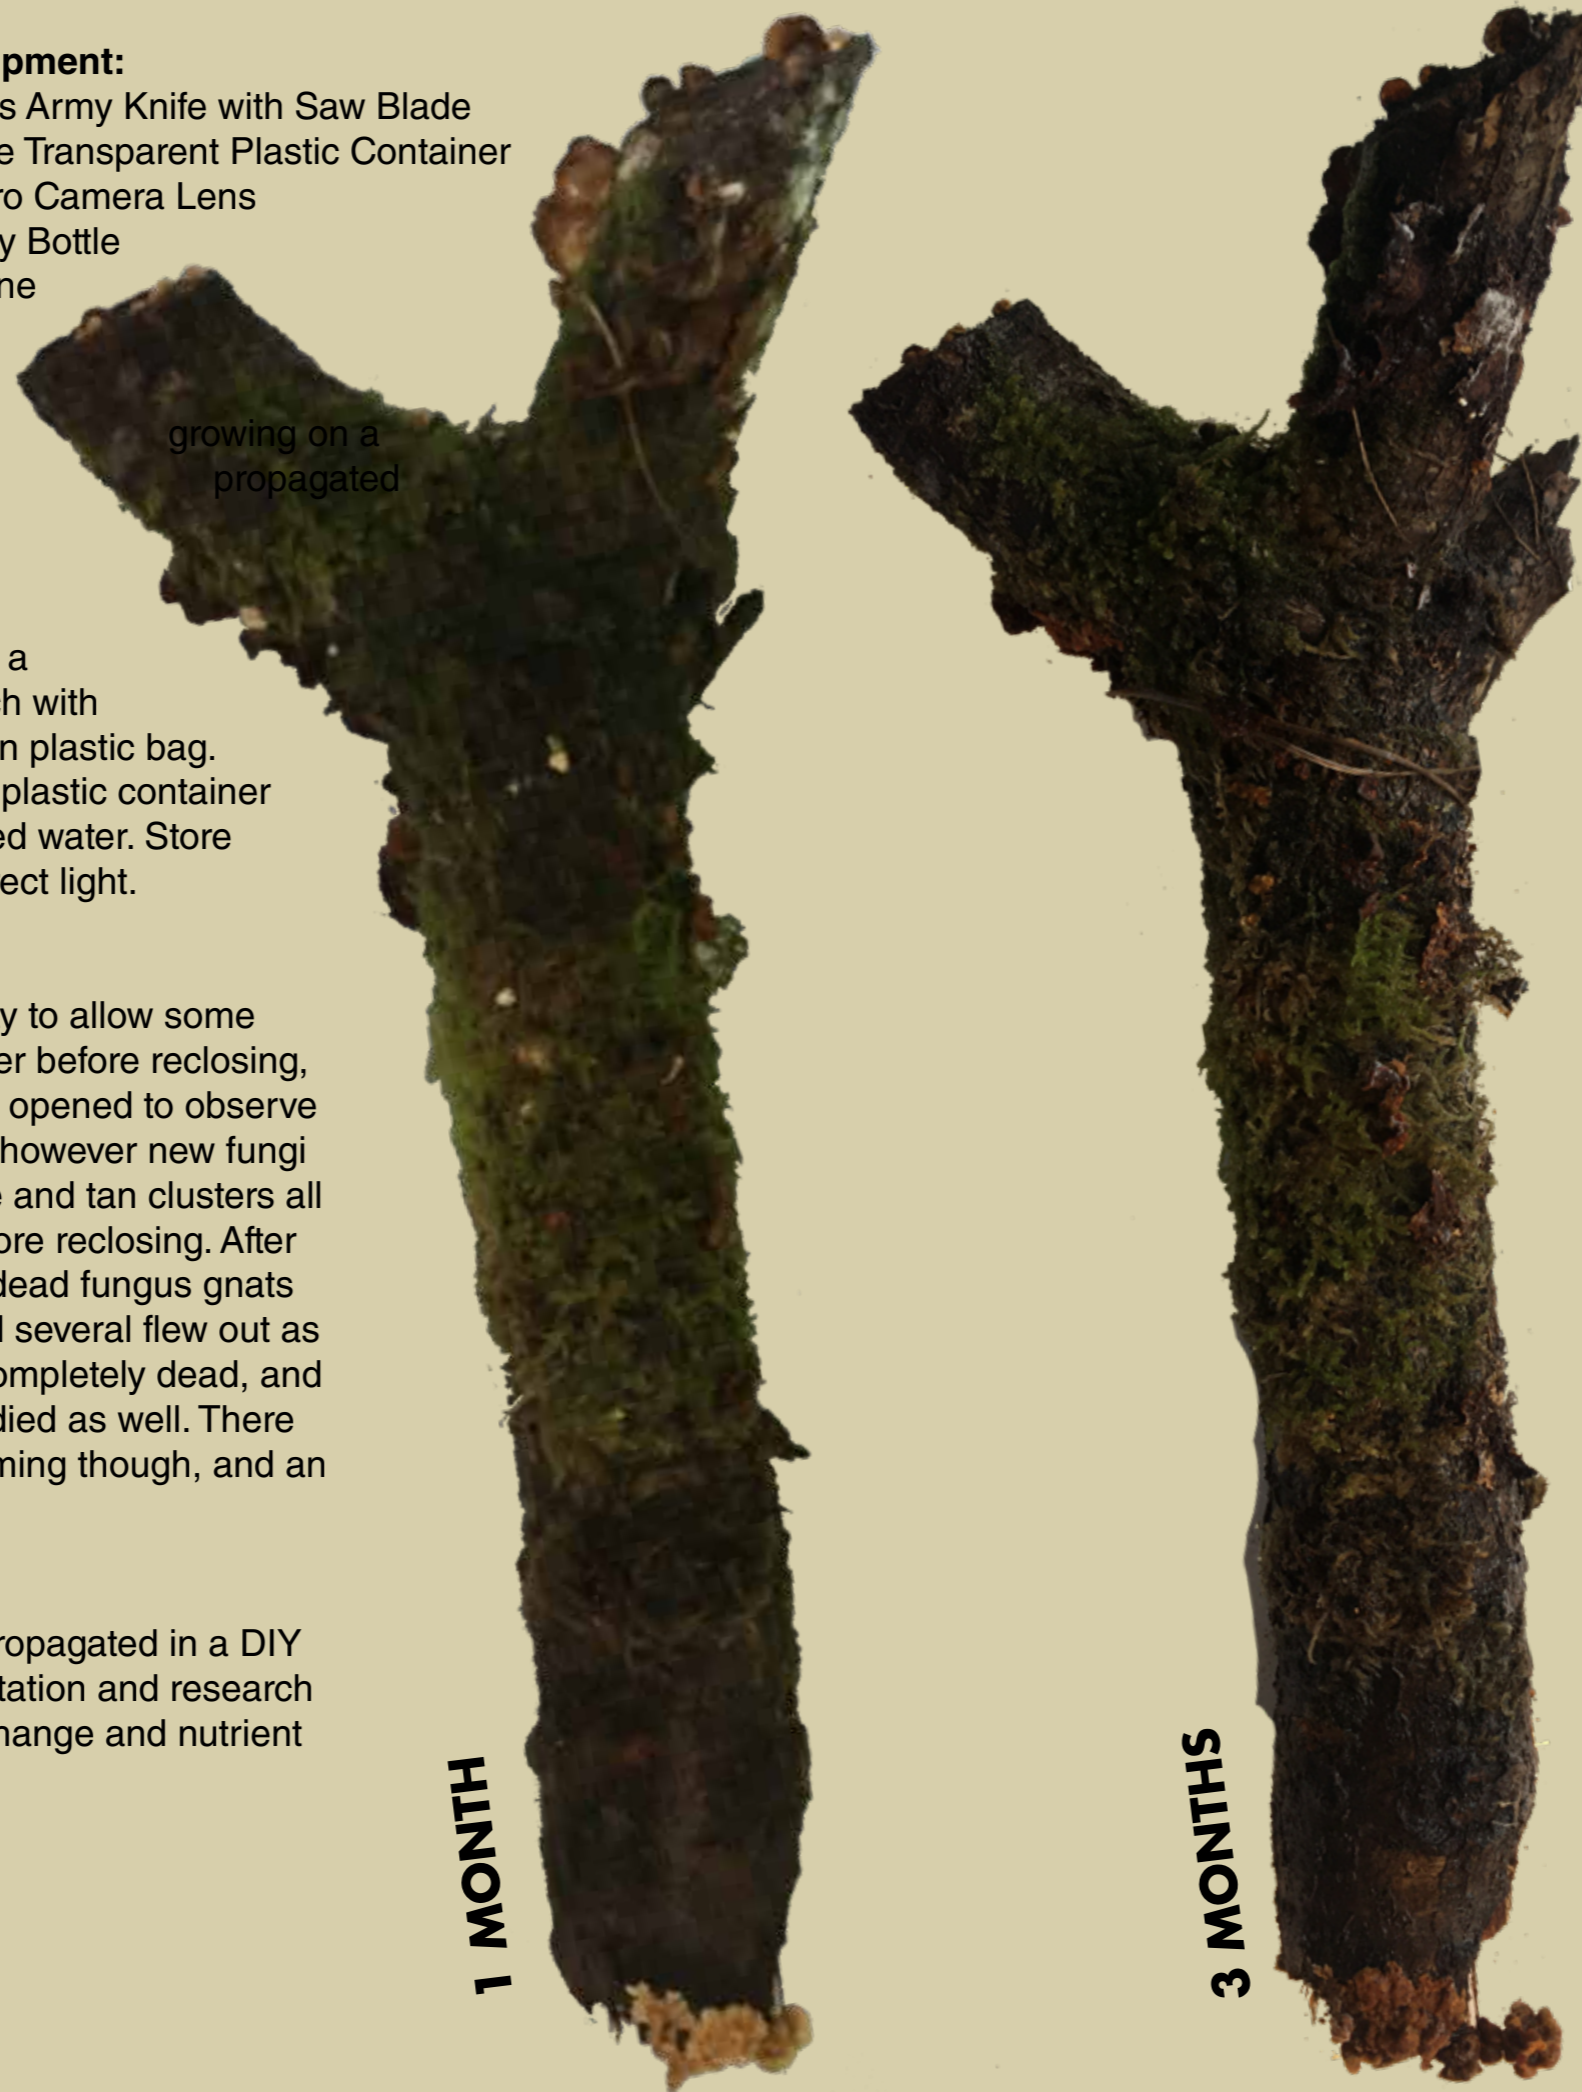 pment:
s Army Knife with Saw Blade
e Transparent Plastic Container
ro Camera Lens
y Bottle
ne
growing on a
propagated
a
h with
n plastic bag.
plastic container
ed water. Store
ect light.
y to allow some
er before reclosing,
opened to observe
however new fungi
e and tan clusters all
ore reclosing. After
dead fungus gnats
l several flew out as
ompletely dead, and
died as well. There
ming though, and an
ropagated in a DIY
tation and research
hange and nutrient
1 MONTH
3 MONTHS